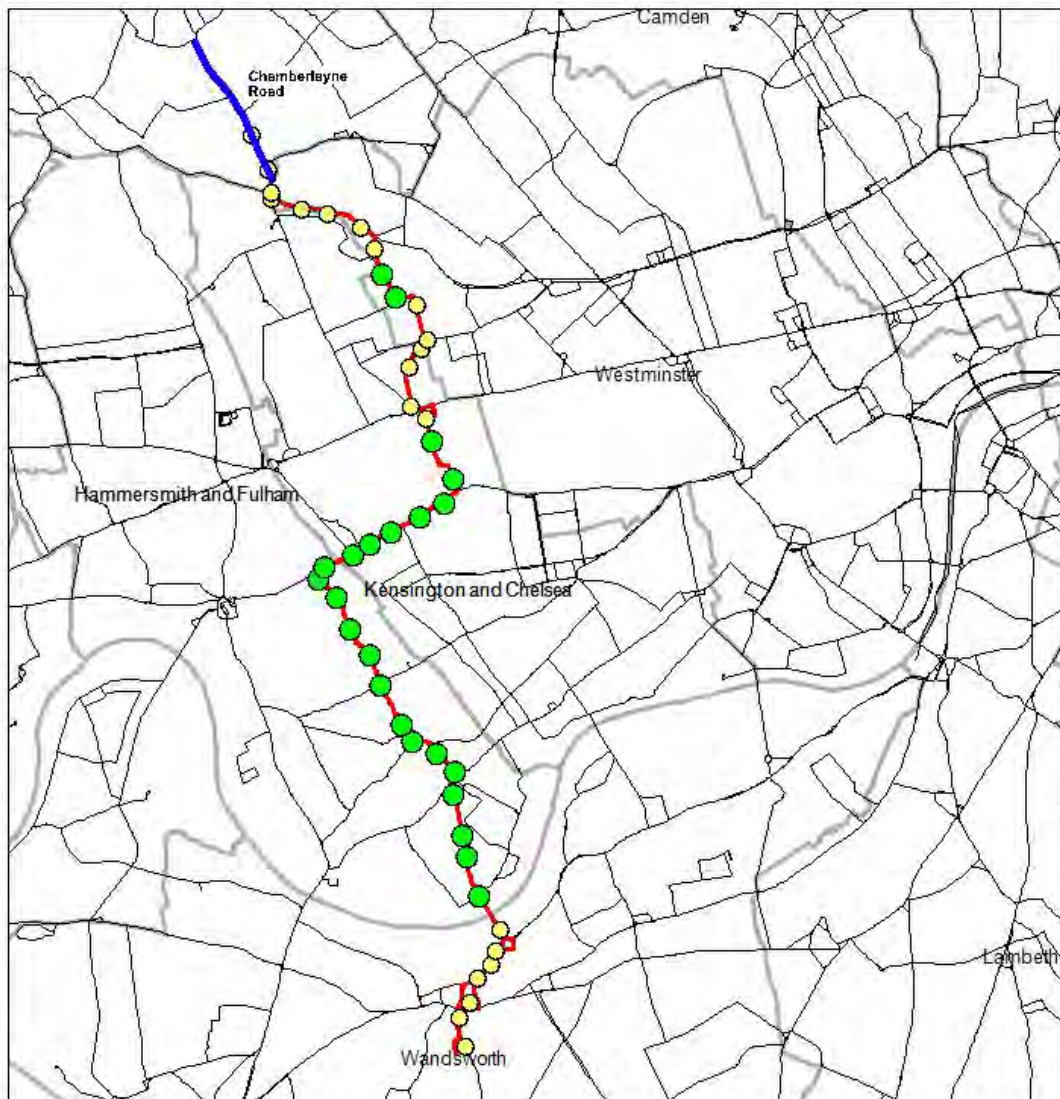 Camden
Chamberlayne
Road
Westminster
Hammersmith and Fulham
Kensington and Chelsea
Lambeth
Wandsworth